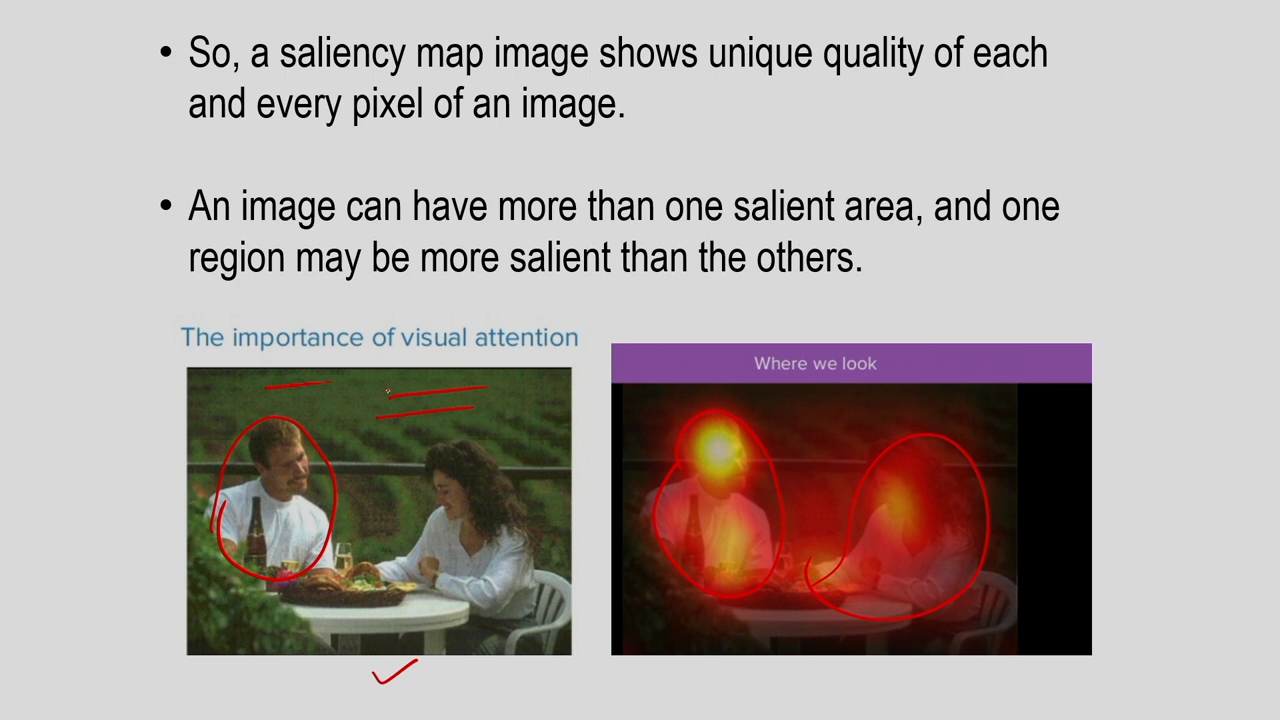 • So, a saliency map image shows unique quality of each
and every pixel of an image.
• An image can have more than one salient area, and one
region may be more salient than the others.
The importance of visual attention
Where we look